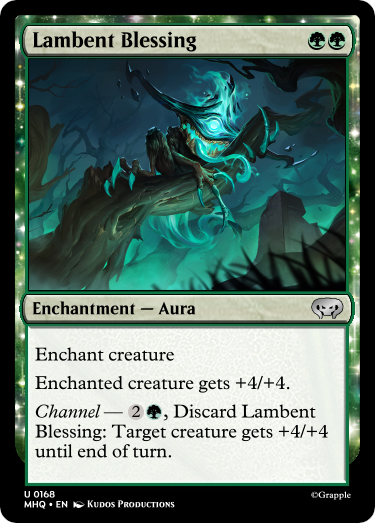 Lambent Blessing
Enchantment — Aura
Enchant creature
Enchanted creature gets +4/+4.
Channel — 2, Discard Lambent
Blessing: Target creature gets +4/+4
until end of turn.
U 0168
MHQ • EN Kudos Productions
©Grapple